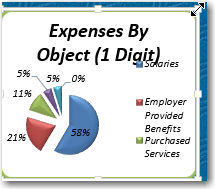 Expenses By
Object (1 Digit)
5%
5%
0%
11%
21%
58%
Salaries
Employer
Provided
Benefits
Purchased
Services